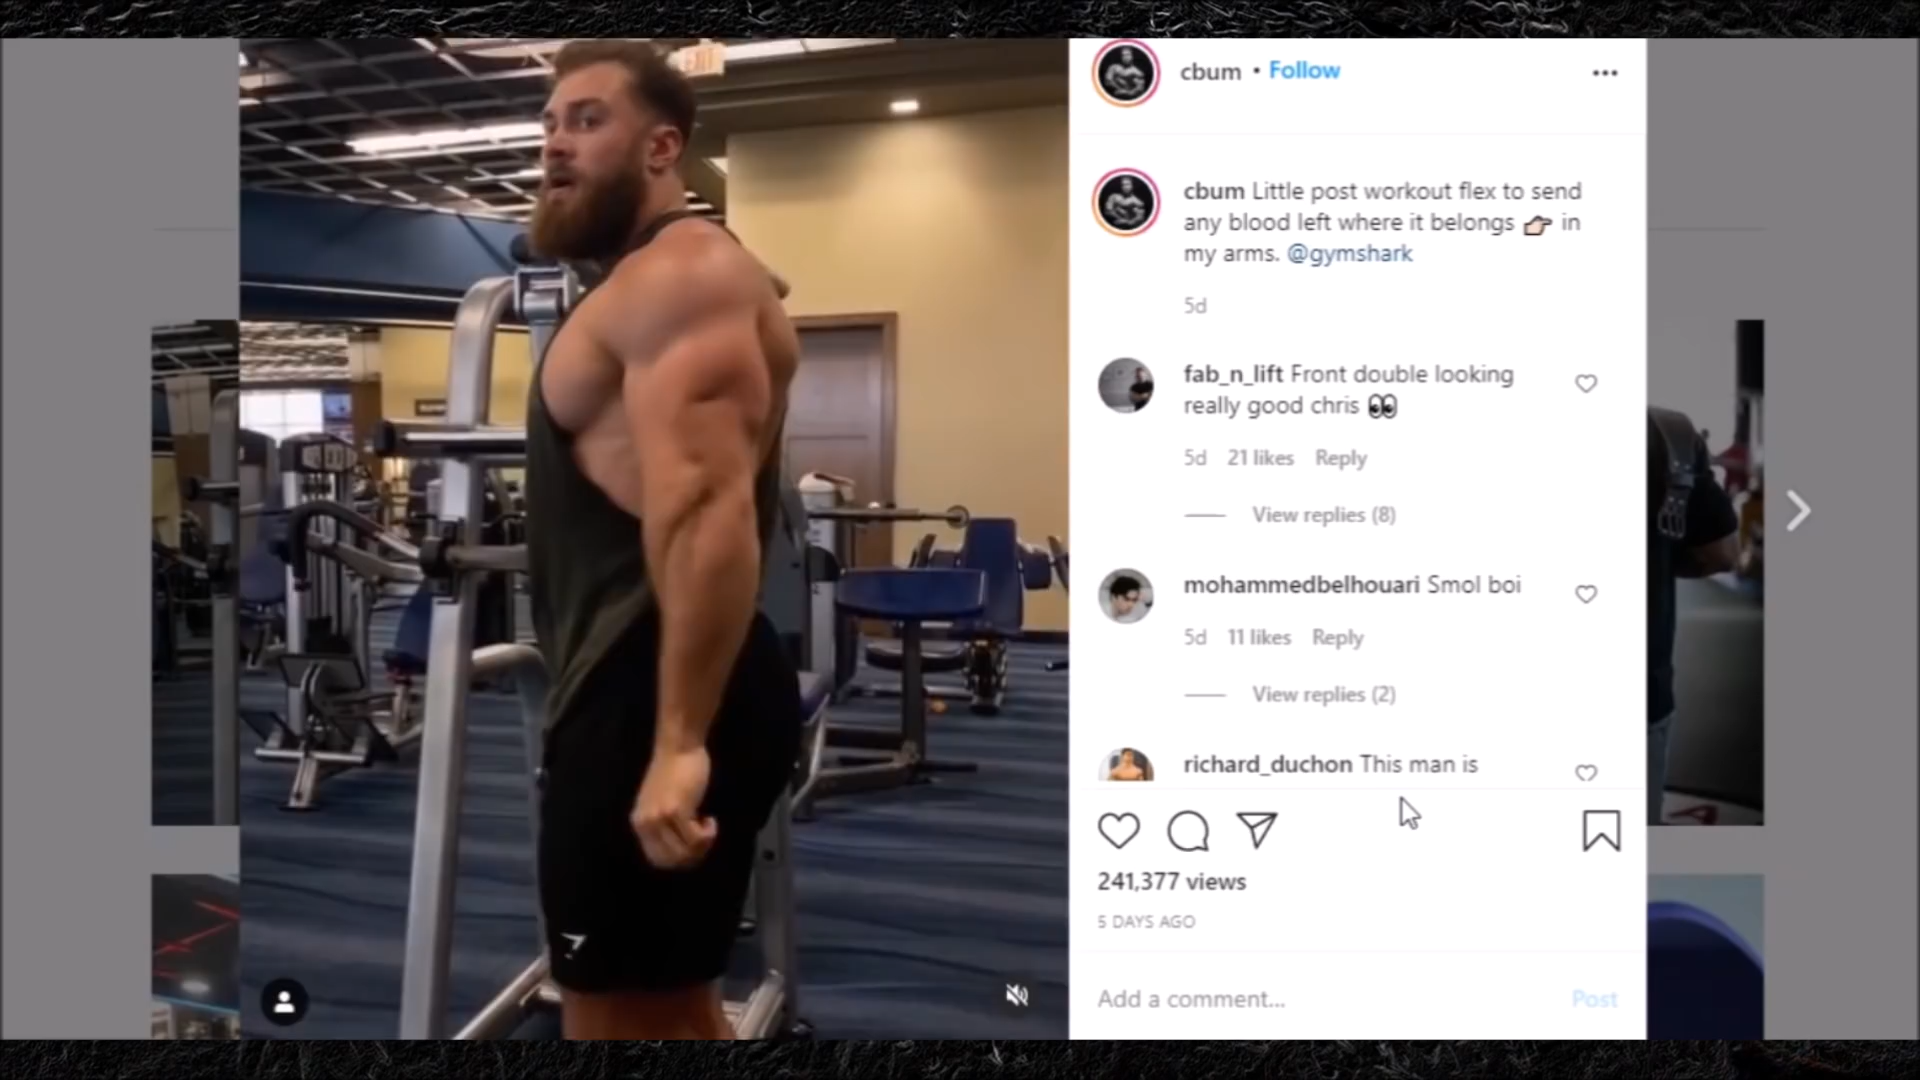 cbum • Follow
cbum Little post workout flex to send
any blood left where it belongs 👉 in
my arms. @gymshark
5d
fab_n_lift Front double looking
really good chris 👀
5d 21 likes Reply
View replies (8)
mohammedbelhouari Smol boi
5d 11 likes Reply
View replies (2)
richard_duchon This man is
241,377 views
5 DAYS AGO
Add a comment... Post